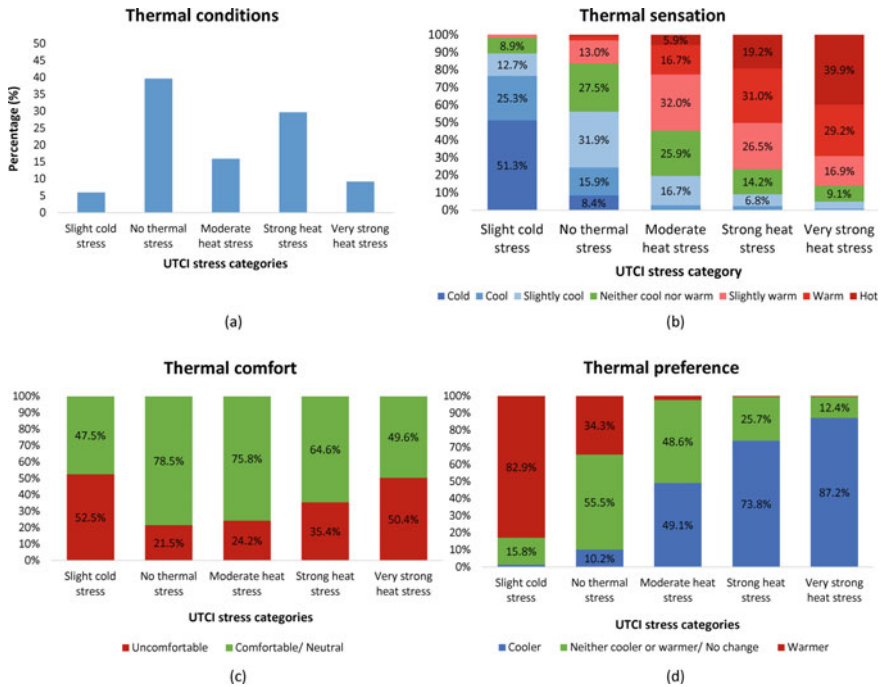 Thermal conditions
Percentage (%)
50
45
40
35
30
25
20
15
10
5
0
Slight cold stress
No thermal stress
Moderate heat stress
Strong heat stress
Very strong heat stress
UTCI stress categories
(a)
Thermal sensation
100%
90%
80%
70%
60%
50%
40%
30%
20%
10%
0%
8.9%
12.7%
25.3%
51.3%
13.0%
27.5%
31.9%
15.9%
8.4%
5.9%
16.7%
32.0%
25.9%
16.7%
19.2%
31.0%
26.5%
14.2%
6.8%
39.9%
29.2%
16.9%
9.1%
Slight cold stress
No thermal stress
Moderate heat stress
Strong heat stress
Very strong heat stress
UTCI stress category
Cold Cool Slightly cool Neither cool nor warm Slightly warm Warm Hot
(b)
Thermal comfort
100%
90%
80%
70%
60%
50%
40%
30%
20%
10%
0%
47.5%
52.5%
78.5%
21.5%
75.8%
24.2%
64.6%
35.4%
49.6%
50.4%
Slight cold stress
No thermal stress
Moderate heat stress
Strong heat stress
Very strong heat stress
UTCI stress categories
Uncomfortable Comfortable/ Neutral
(c)
Thermal preference
100%
90%
80%
70%
60%
50%
40%
30%
20%
10%
0%
82.9%
15.8%
34.3%
55.5%
10.2%
48.6%
49.1%
25.7%
73.8%
12.4%
87.2%
Slight cold stress
No thermal stress
Moderate heat stress
Strong heat stress
Very strong heat stress
UTCI stress categories
Cooler Neither cooler or warmer/ No change Warmer
(d)